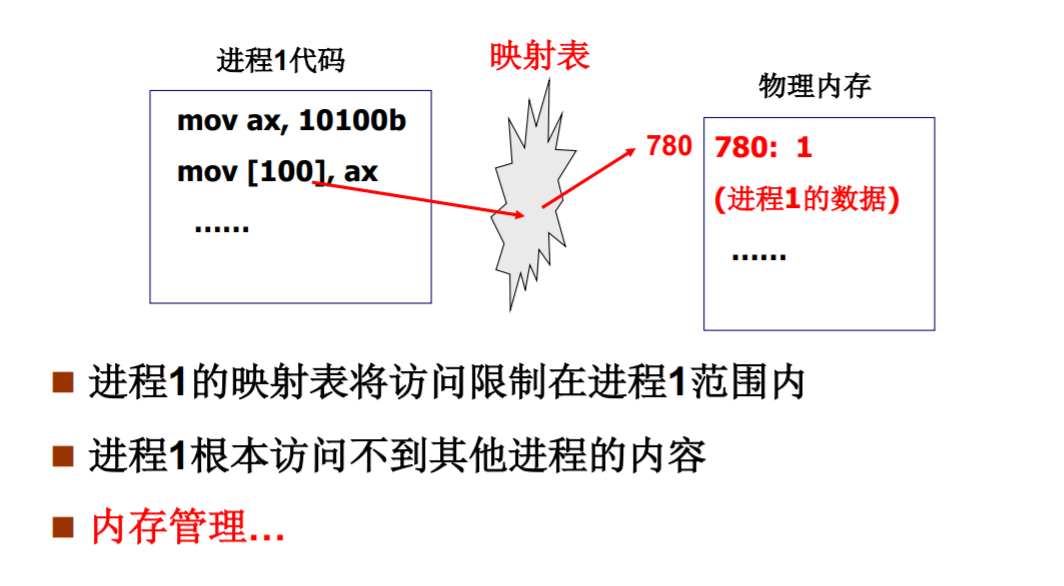 进程1代码
映射表
物理内存
mov ax, 10100b
mov [100], ax
......
780
780: 1
(进程1的数据)
......
进程1的映射表将访问限制在进程1范围内
进程1根本访问不到其他进程的内容
内存管理...